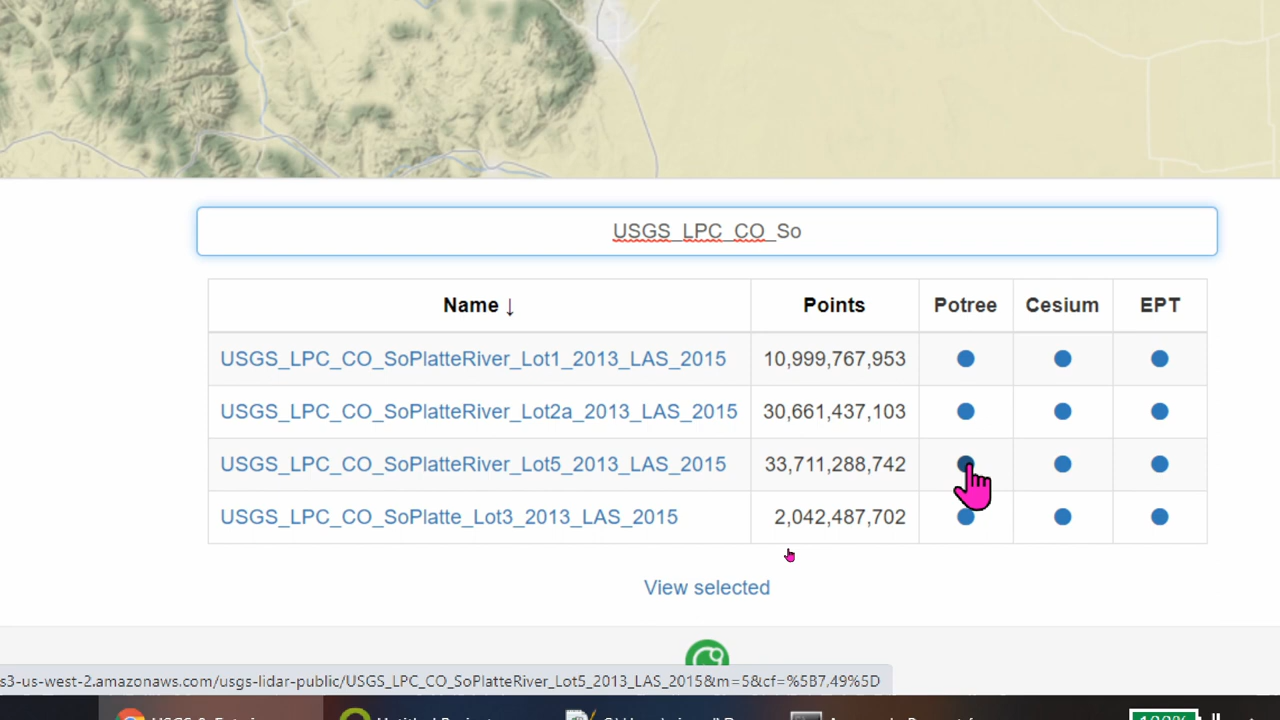 USGS_LPC_CO_So
Name ↓ Points Potree Cesium EPT
USGS_LPC_CO_SoPlatteRiver_Lot1_2013_LAS_2015 10,999,767,953
USGS_LPC_CO_SoPlatteRiver_Lot2a_2013_LAS_2015 30,661,437,103
USGS_LPC_CO_SoPlatteRiver_Lot5_2013_LAS_2015 33,711,288,742
USGS_LPC_CO_SoPlatte_Lot3_2013_LAS_2015 2,042,487,702
View selected
s3-us-west-2.amazonaws.com/usgs-lidar-public/USGS_LPC_CO_SoPlatteRiver_Lot5_2013_LAS_2015&m=5&cf=%5B7,49%5D
100%